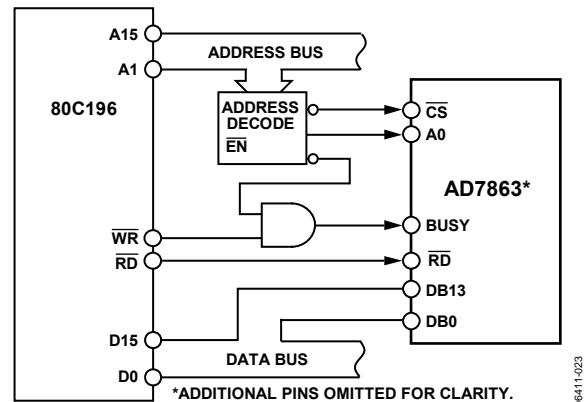 A15
ADDRESS BUS
A1
80C196
ADDRESS
DECODE
EN
CS
A0
AD7863*
BUSY
WR
RD
RD
DB13
DB0
D15
DATA BUS
D0
*ADDITIONAL PINS OMITTED FOR CLARITY.
6411-023